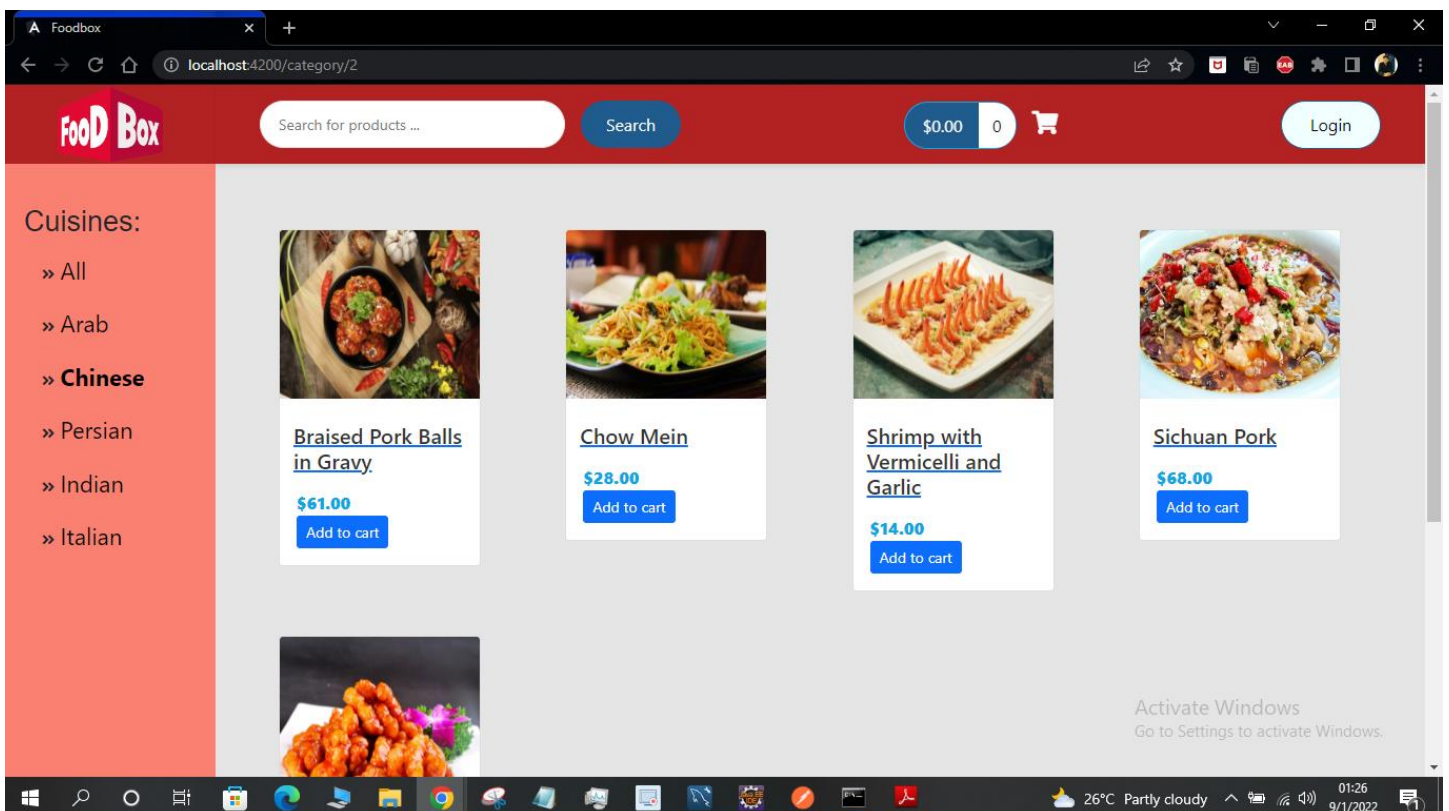 Foodbox
localhost:4200/category/2
FooD Box
Search for products ...
Search
$0.00 0
Login
Cuisines:
» All
» Arab
» Chinese
» Persian
» Indian
» Italian
Braised Pork Balls
in Gravy
$61.00
Add to cart
Chow Mein
$28.00
Add to cart
Shrimp with
Vermicelli and
Garlic
$14.00
Add to cart
Sichuan Pork
$68.00
Add to cart
Activate Windows
Go to Settings to activate Windows.
26°C Partly cloudy
01:26
9/1/2022